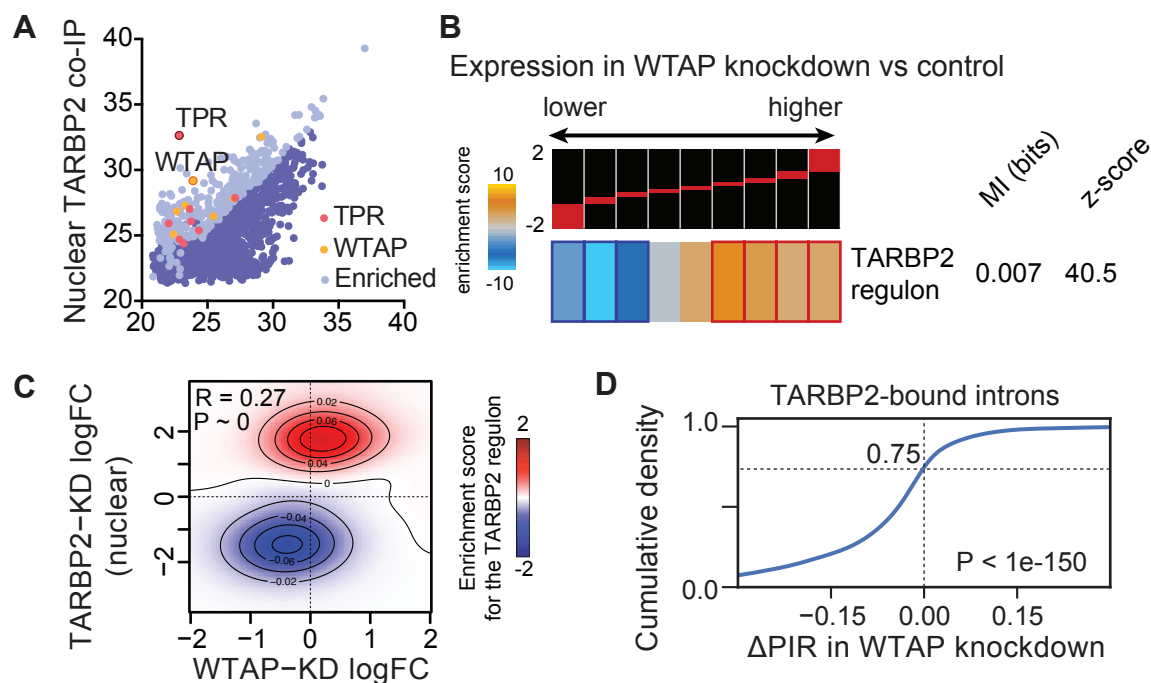 A
Nuclear TARBP2 co-IP
40
35
30
25
20
20 25 30 35 40
TPR
WTAP
TPR
WTAP
Enriched
B
Expression in WTAP knockdown vs control
lower higher
2
-2
enrichment score
10
-10
TARBP2
regulon
MI (bits)
0.007
z-score
40.5
C
TARBP2−KD logFC
(nuclear)
R = 0.27
P ~ 0
2
0
−2
0.02
0.06
0.04
0
−0.04
−0.06
−0.02
−2 −1 0 1 2
WTAP−KD logFC
Enrichment score
for the TARBP2 regulon
2
-2
D
TARBP2-bound introns
Cumulative density
1.0
0.0
0.75
P < 1e-150
−0.15 0.00 0.15
ΔPIR in WTAP knockdown